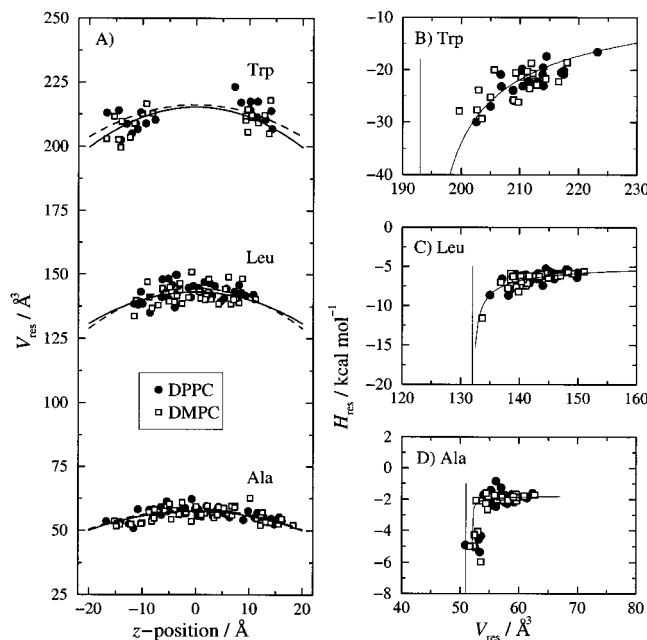 A)
Trp
Leu
Ala
DPPC
DMPC
250
225
200
175
150
125
100
75
50
25
-20 -10 0 10 20
z-position / Å
V_res / Å³
B) Trp
-10
-20
-30
-40
190 200 210 220 230
C) Leu
0
-5
-10
-15
-20
120 130 140 150 160
H_res / kcal mol⁻¹
D) Ala
0
-2
-4
-6
-8
40 50 60 70 80
V_res / Å³